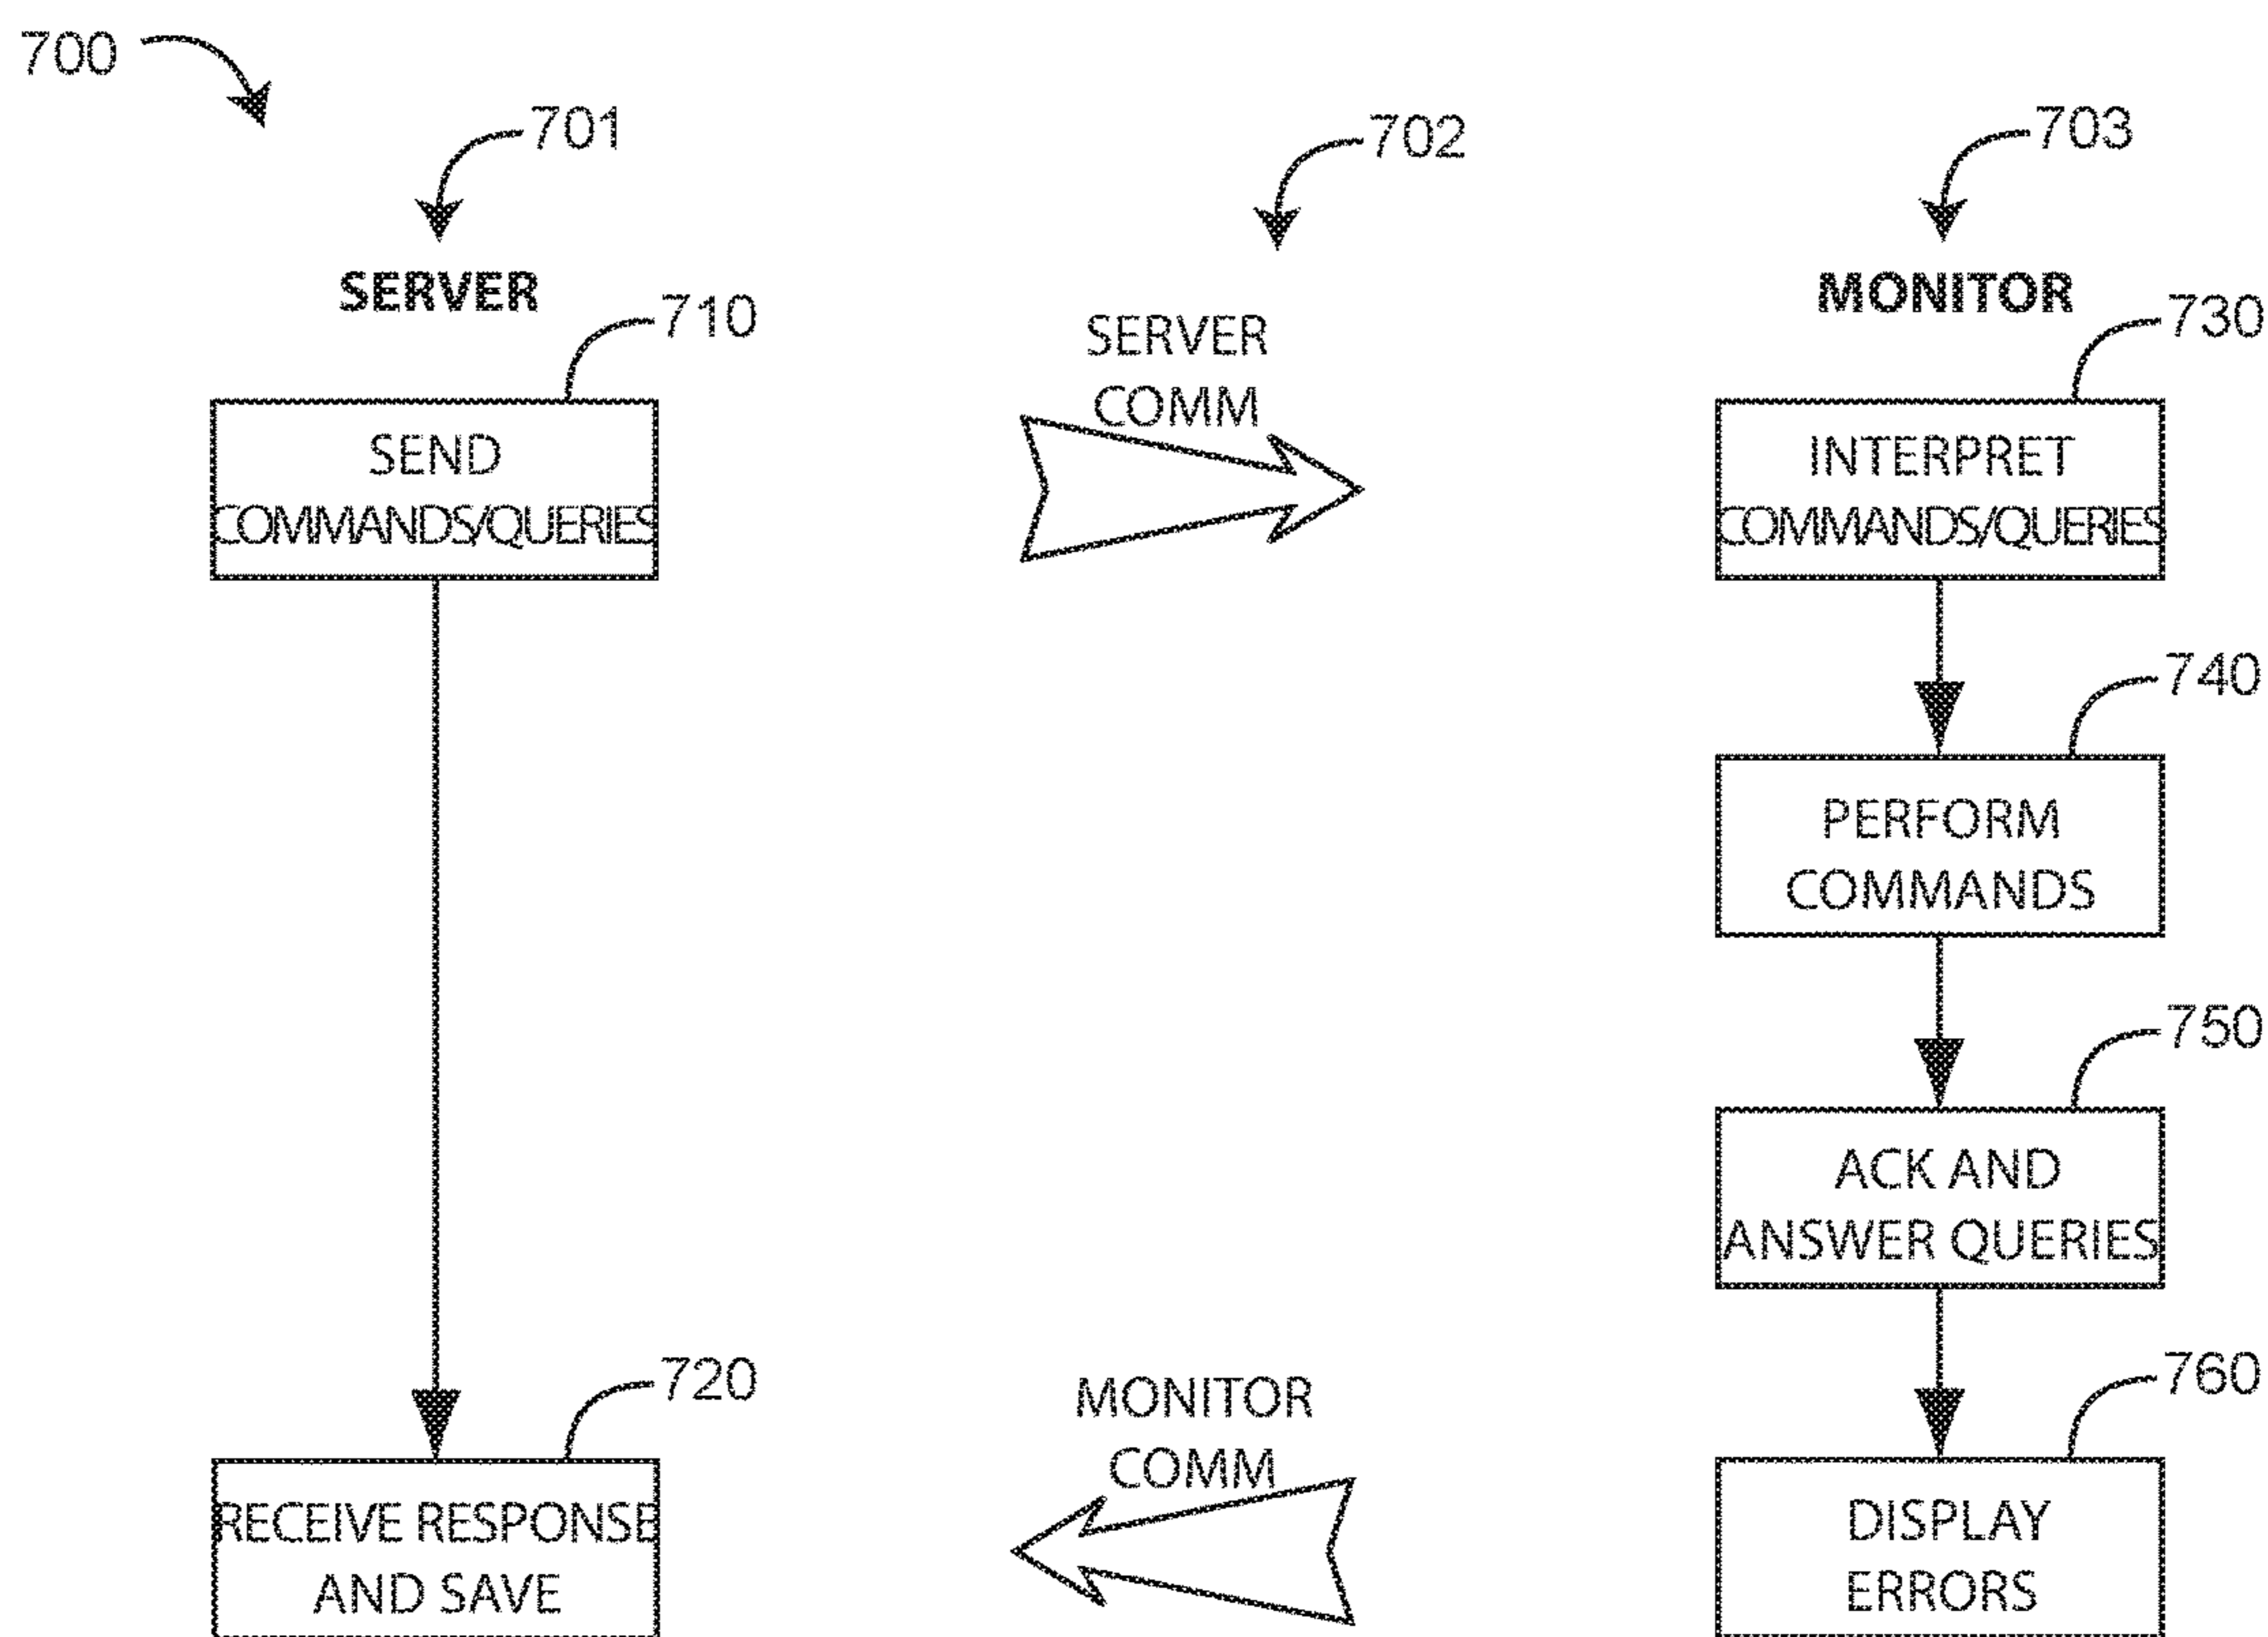 700
701
702
703
SERVER
MONITOR
710
730
SERVER
COMM
SEND
COMMANDS/QUERIES
INTERPRET
COMMANDS/QUERIES
740
PERFORM
COMMANDS
750
ACK AND
ANSWER QUERIES
720
760
MONITOR
COMM
RECEIVE RESPONSE
AND SAVE
DISPLAY
ERRORS